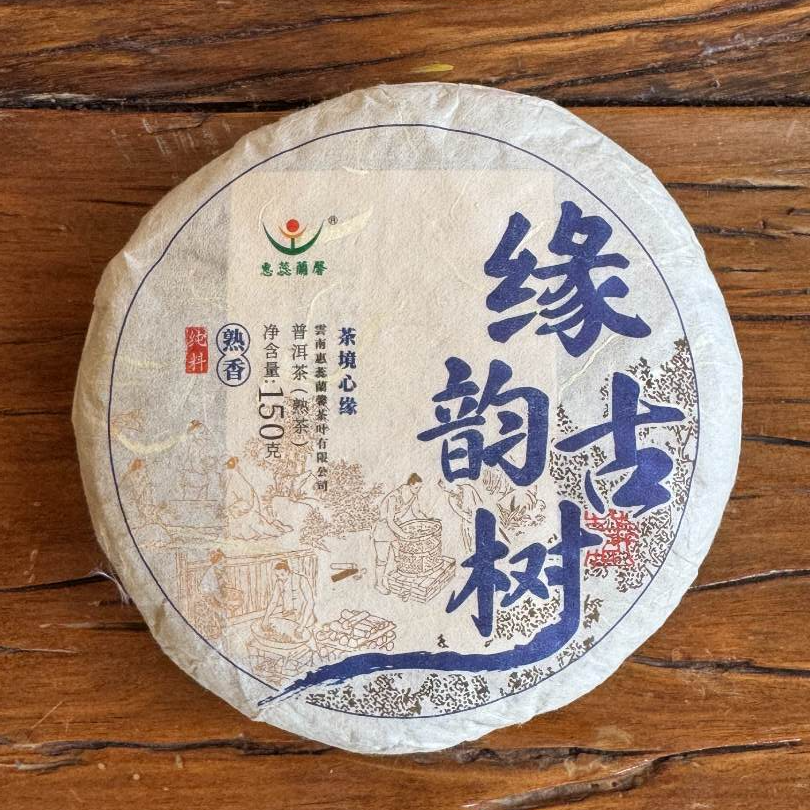 缘
古
韵
树
®
惠蕊蘭馨
茶境心缘
雲南惠蕊蘭馨茶叶有限公司
普洱茶（熟茶）
净含量:150克
熟香
纯料